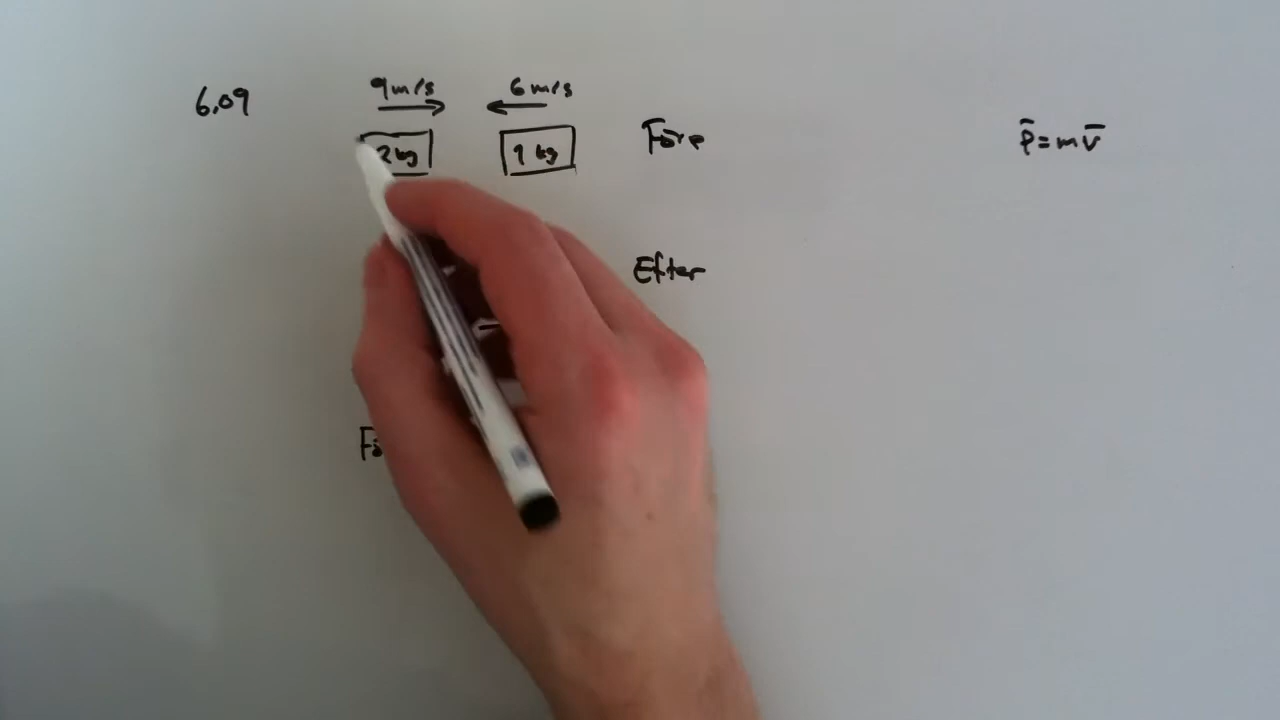 6.09
9 m/s 6 m/s
2 kg 1 kg
Före
p̄ = mv̄
Efter